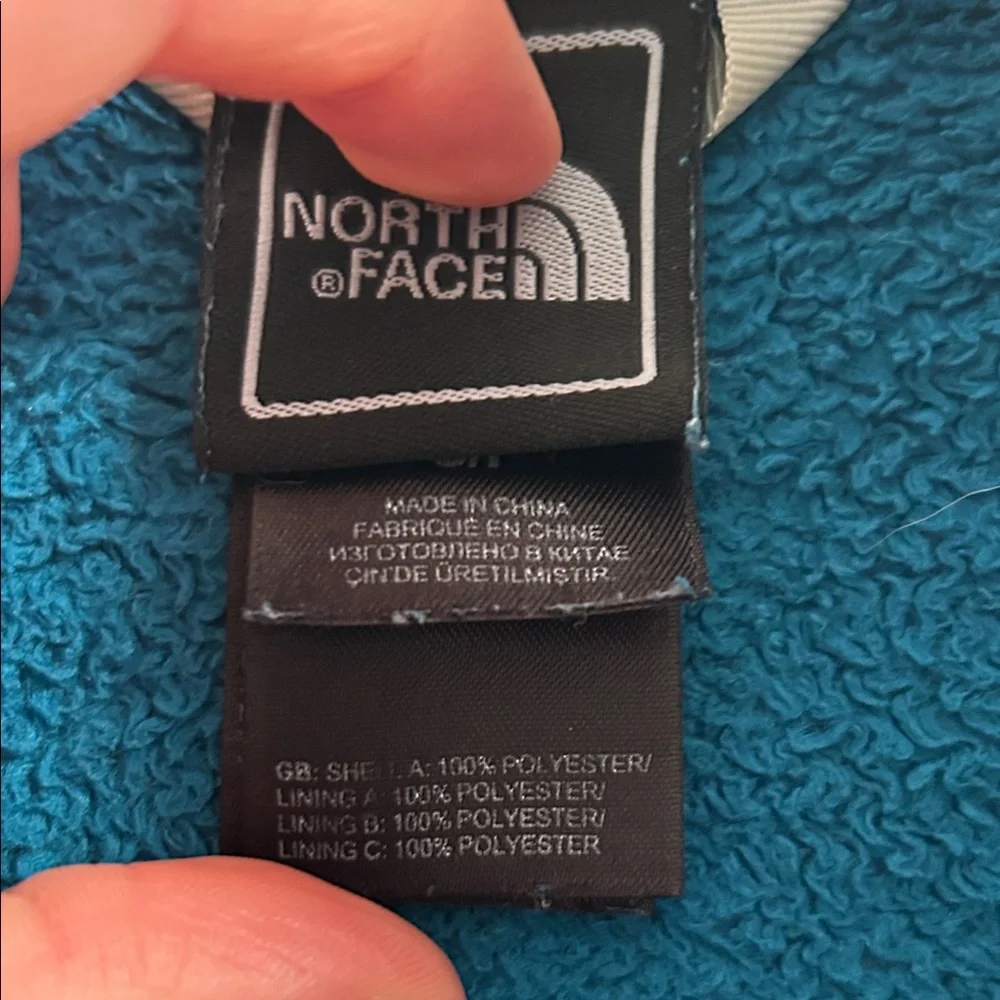 NORTH
®FACE
MADE IN CHINA
FABRIQUÉ EN CHINE
ИЗГОТОВЛЕНО В КИТАЕ
ÇİN'DE ÜRETİLMİŞTİR.
GB: SHELL A: 100% POLYESTER/
LINING A: 100% POLYESTER/
LINING B: 100% POLYESTER/
LINING C: 100% POLYESTER